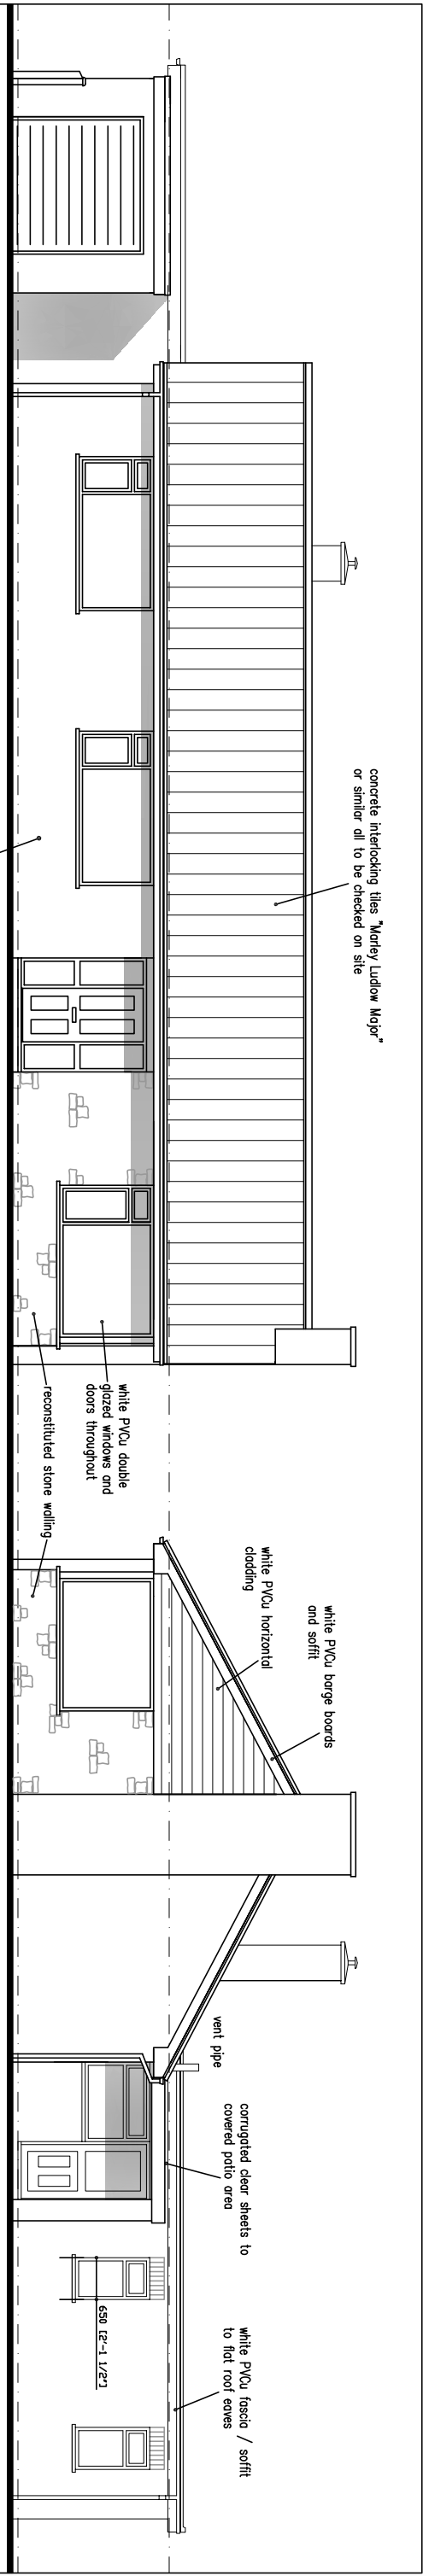 concrete interlocking tiles "Marley Ludlow Major"
or similar all to be checked on site
white PVCu double
glazed windows and
doors throughout
reconstituted stone walling
white PVCu horizontal
cladding
white PVCu barge boards
and soffit
vent pipe
corrugated clear sheets to
covered patio area
white PVCu fascia / soffit
to flat roof eaves
650 [2'-1 1/2"]